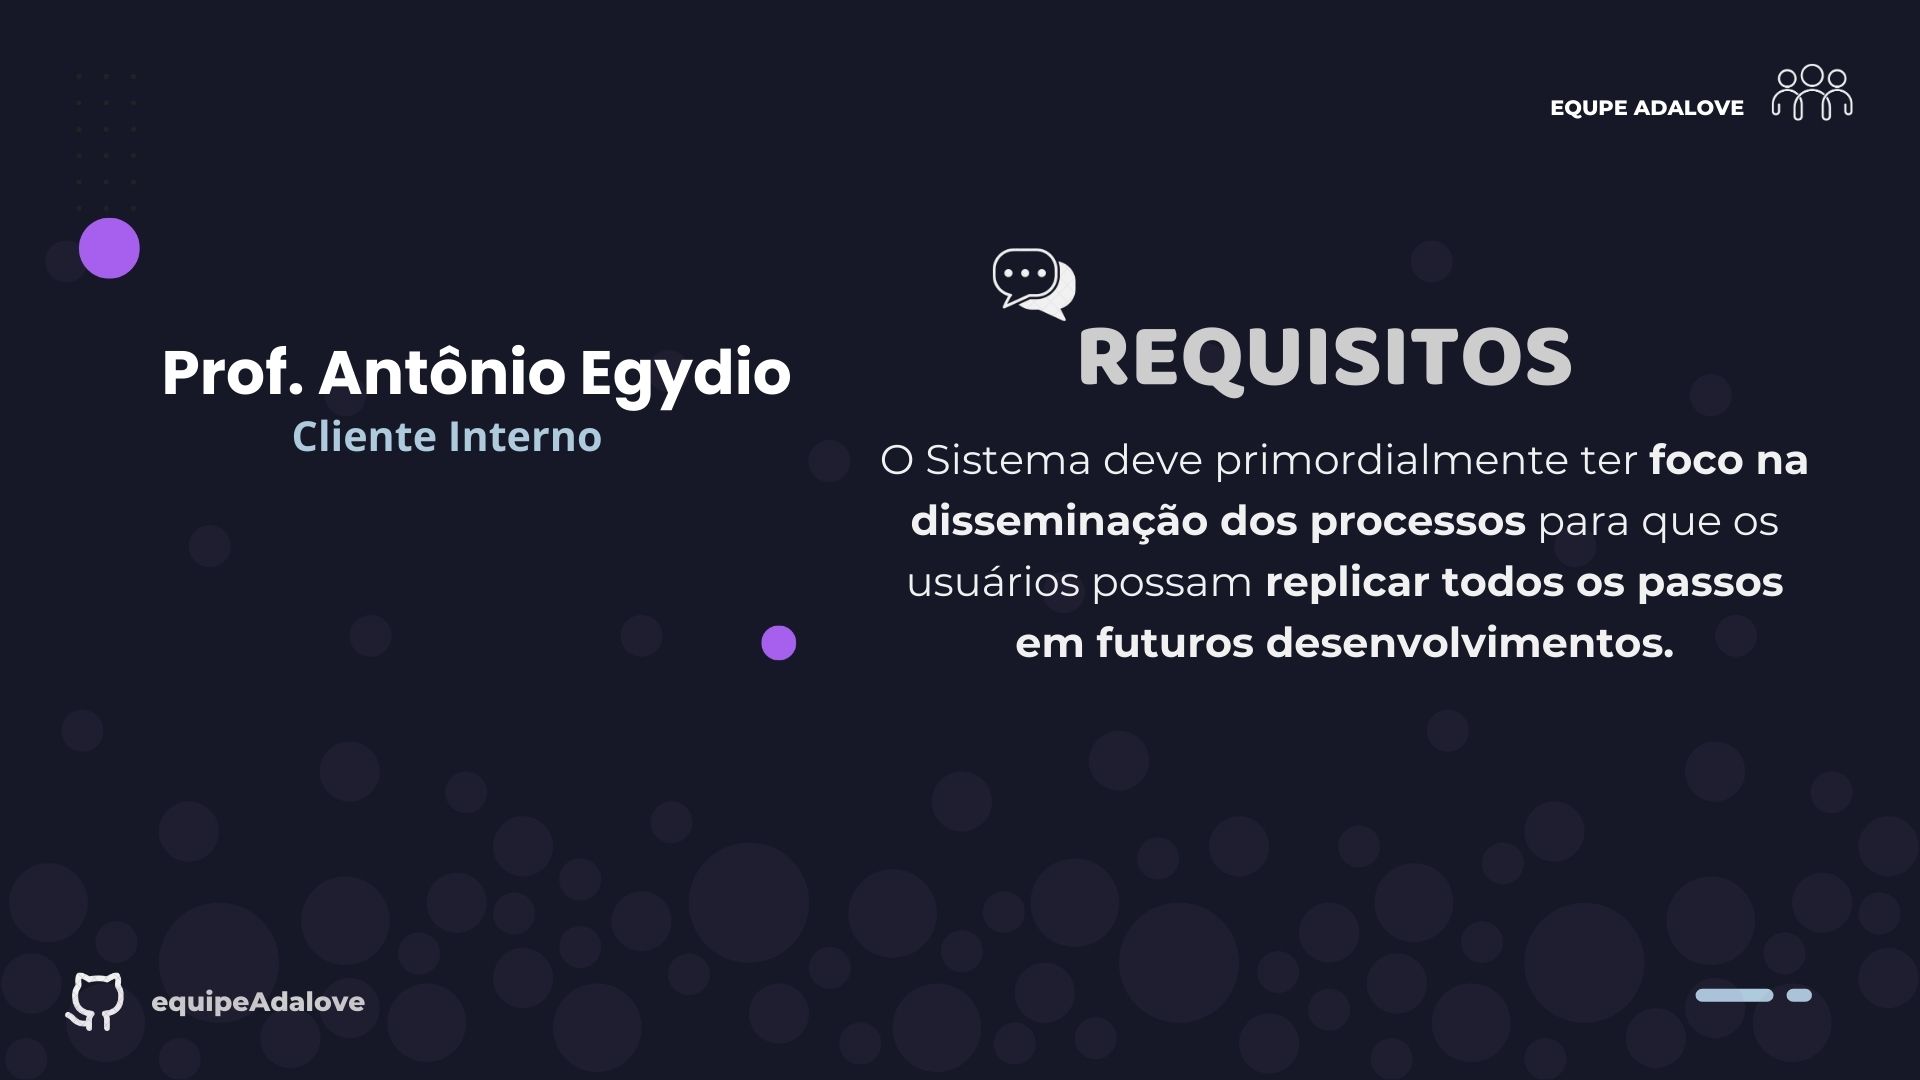 EQUPE ADALOVE
Prof. Antônio Egydio
Cliente Interno
REQUISITOS
O Sistema deve primordialmente ter foco na
disseminação dos processos para que os
usuários possam replicar todos os passos
em futuros desenvolvimentos.
equipeAdalove